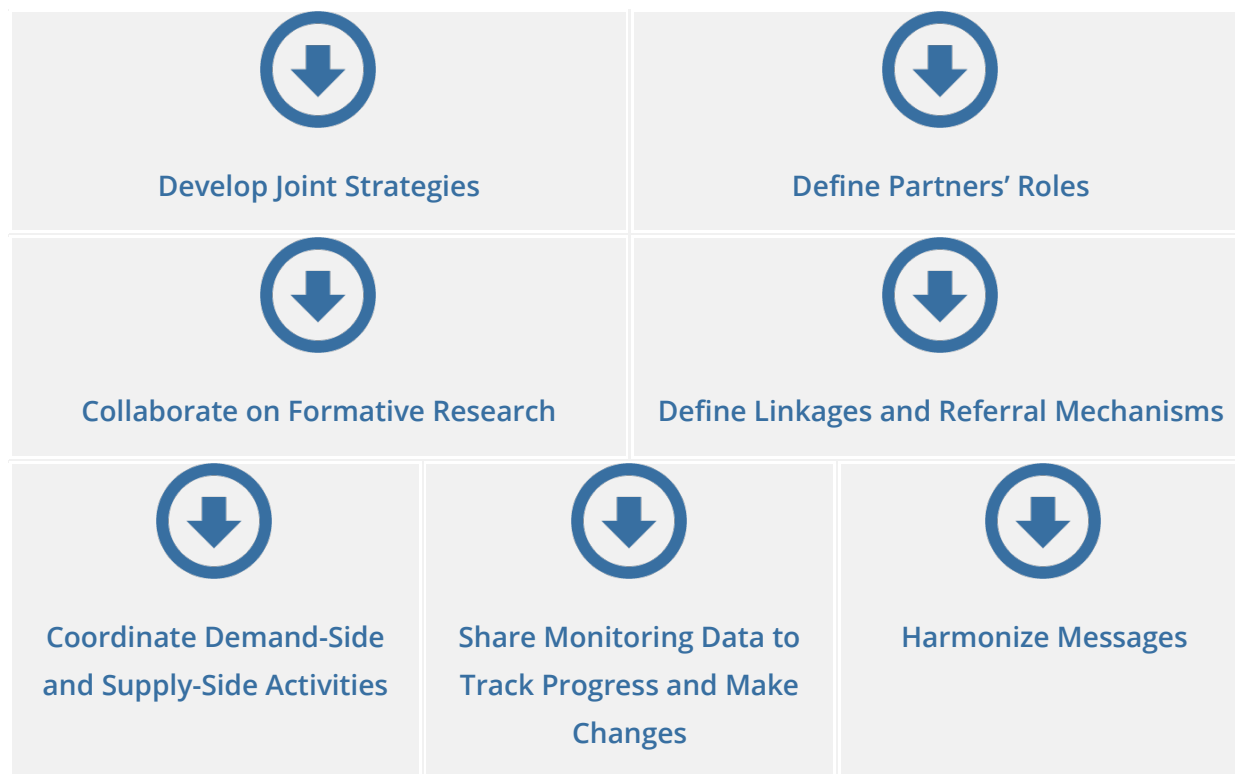 Develop Joint Strategies
Define Partners’ Roles
Collaborate on Formative Research
Define Linkages and Referral Mechanisms
Coordinate Demand-Side
and Supply-Side Activities
Share Monitoring Data to
Track Progress and Make
Changes
Harmonize Messages